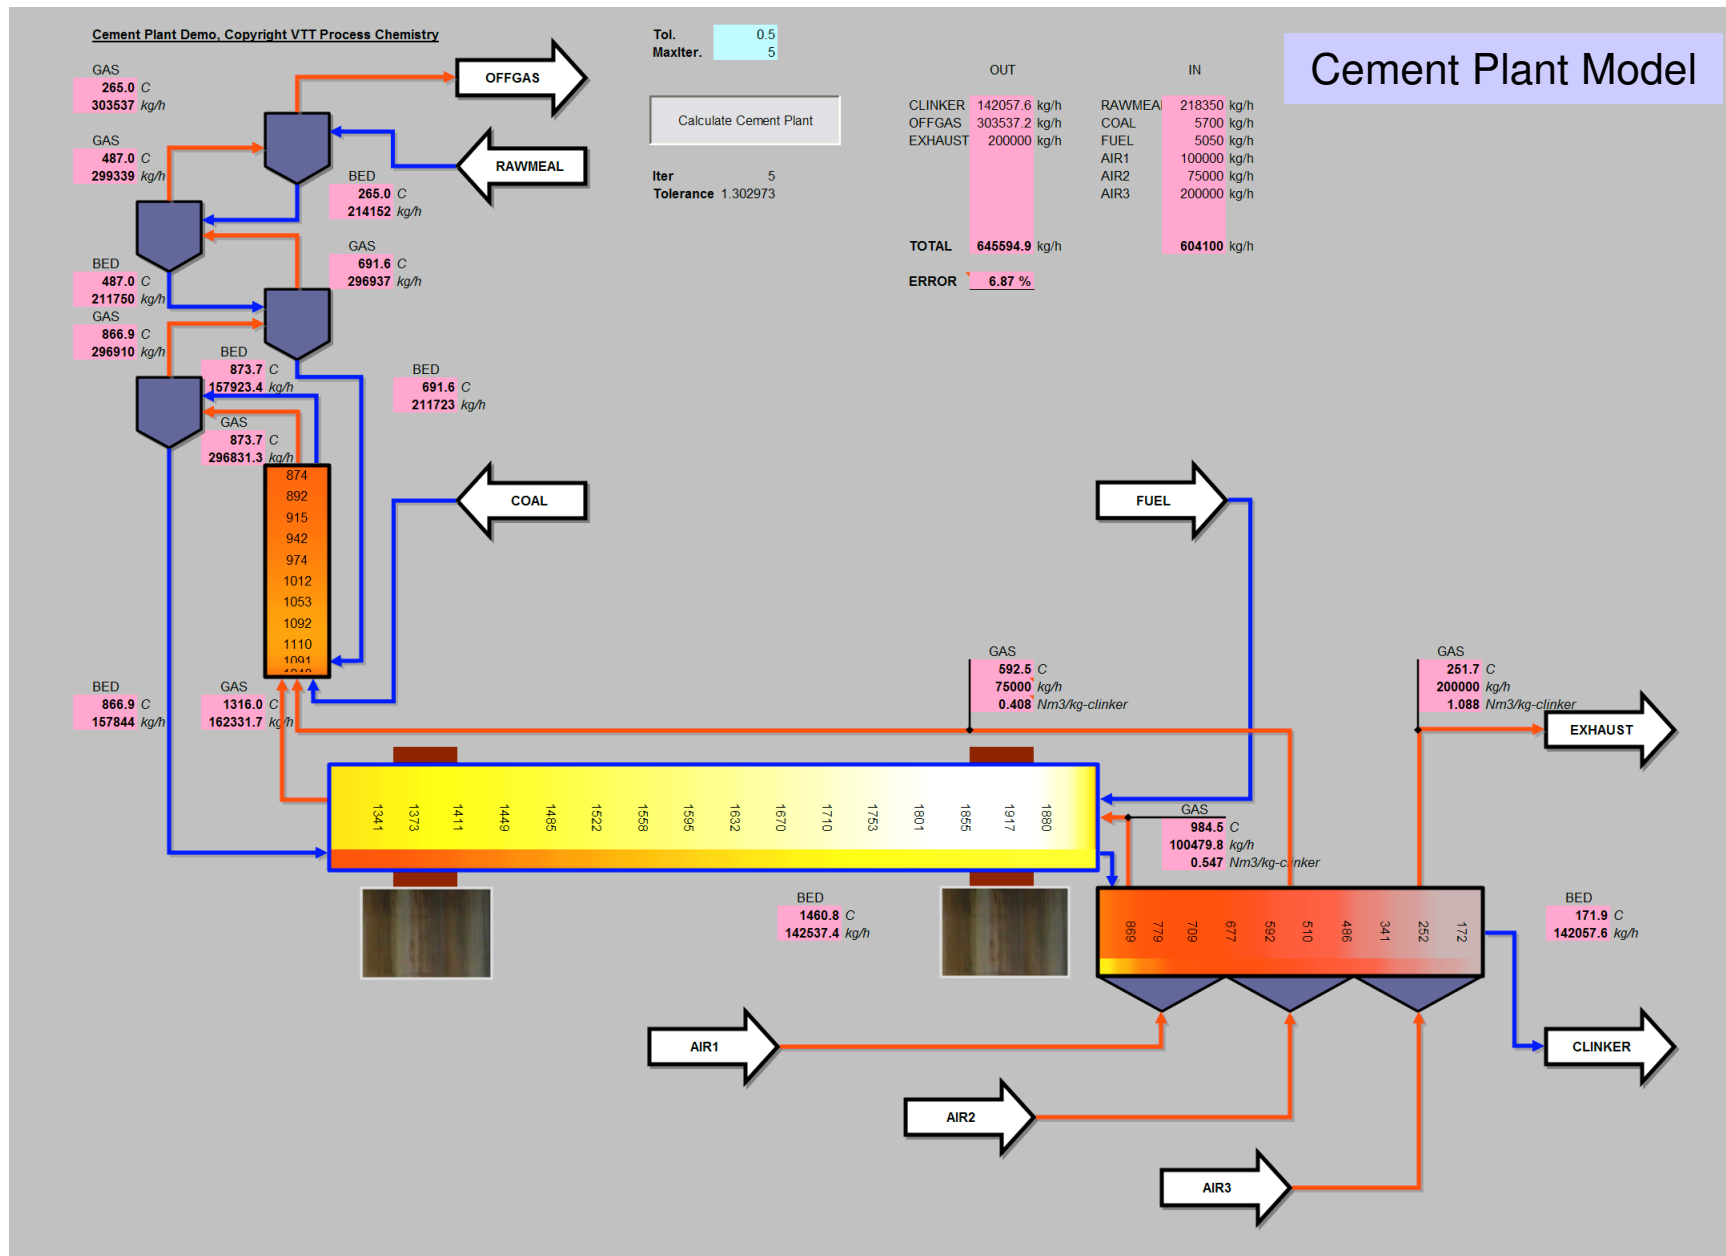 Cement Plant Model
Cement Plant Demo, Copyright VTT Process Chemistry
Tol. 0.5
MaxIter. 5
Calculate Cement Plant
Iter 5
Tolerance 1.302973
OUT IN
CLINKER 142057.6 kg/h RAWMEAL 218350 kg/h
OFFGAS 303537.2 kg/h COAL 5700 kg/h
EXHAUST 200000 kg/h FUEL 5050 kg/h
AIR1 100000 kg/h
AIR2 75000 kg/h
AIR3 200000 kg/h
TOTAL 645594.9 kg/h 604100 kg/h
ERROR 6.87 %
GAS
265.0 C
303537 kg/h
OFFGAS
GAS
487.0 C
299339 kg/h
RAWMEAL
BED
265.0 C
214152 kg/h
GAS
691.6 C
296937 kg/h
BED
487.0 C
211750 kg/h
GAS
866.9 C
296910 kg/h
BED
873.7 C
157923.4 kg/h
BED
691.6 C
211723 kg/h
GAS
873.7 C
296831.3 kg/h
874
892
915
942
974
1012
1053
1092
1110
1091
COAL
FUEL
BED
866.9 C
157844 kg/h
GAS
1316.0 C
162331.7 kg/h
GAS
592.5 C
75000 kg/h
0.408 Nm3/kg-clinker
GAS
251.7 C
200000 kg/h
1.088 Nm3/kg-clinker
EXHAUST
1341 1373 1411 1449 1485 1522 1558 1595 1632 1670 1710 1753 1801 1855 1917 1880
GAS
984.5 C
100479.8 kg/h
0.547 Nm3/kg-clinker
BED
1460.8 C
142537.4 kg/h
869 779 709 677 592 510 486 341 252 172
BED
171.9 C
142057.6 kg/h
AIR1
CLINKER
AIR2
AIR3